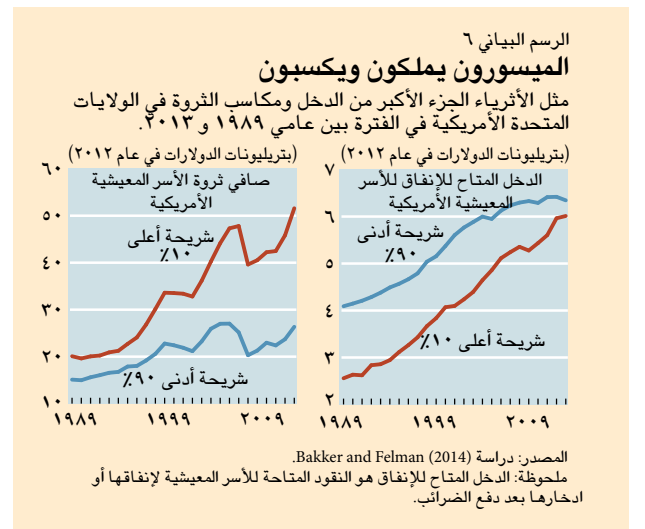 الرسم البياني ٦
الميسورون يملكون ويكسبون
مثل الأثرياء الجزء الأكبر من الدخل ومكاسب الثروة في الولايات
المتحدة الأمريكية في الفترة بين عامي ١٩٨٩ و ٢٠١٣.
(بتريليونات الدولارات في عام ٢٠١٢)
٧
الدخل المتاح للإنفاق للأسر
المعيشية الأمريكية
٦
شريحة أدنى
٩٠٪
٥
٤
شريحة أعلى ١٠٪
٣
٢
١٩٨٩
١٩٩٩
٢٠٠٩
(بتريليونات الدولارات في عام ٢٠١٢)
٦٠
صافي ثروة الأسر المعيشية
الأمريكية
٥٠
شريحة أعلى
١٠٪
٤٠
٣٠
٢٠
شريحة أدنى ٩٠٪
١٠
١٩٨٩
١٩٩٩
٢٠٠٩
المصدر: دراسة Bakker and Felman (2014).
ملحوظة: الدخل المتاح للإنفاق هو النقود المتاحة للأسر المعيشية لإنفاقها أو
ادخارها بعد دفع الضرائب.